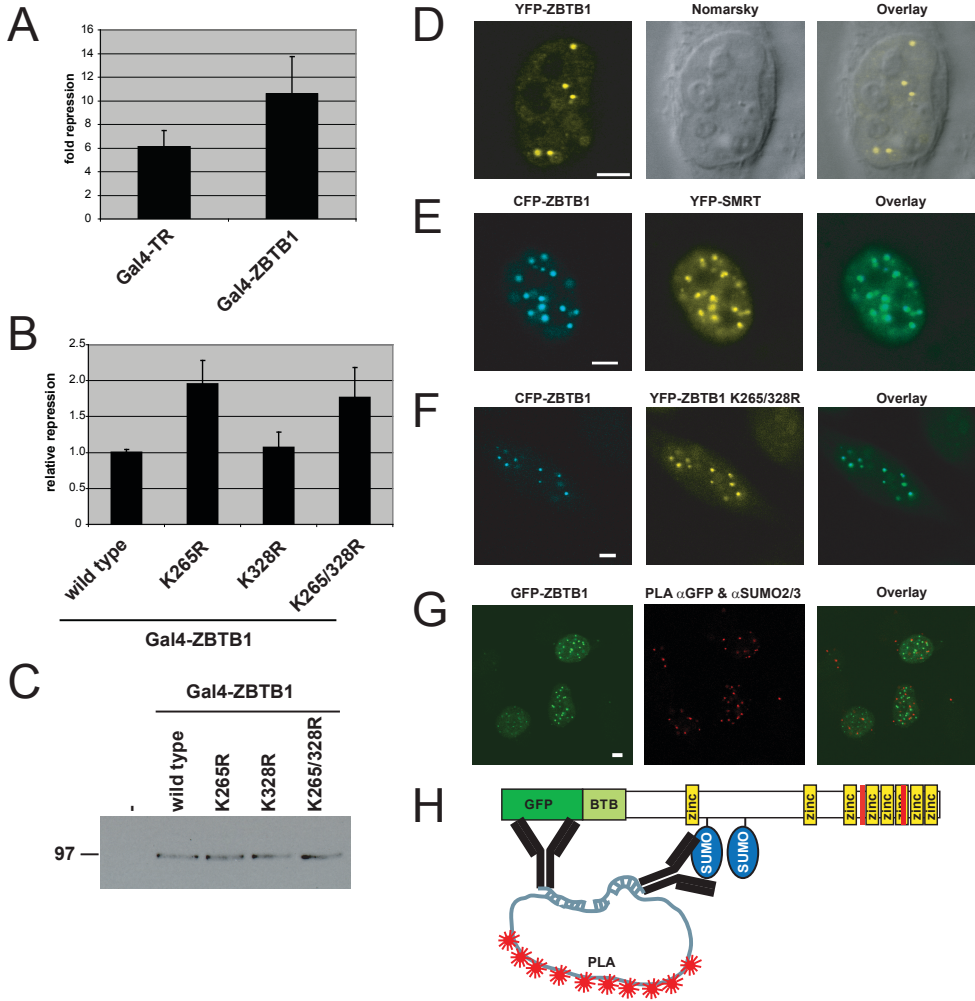 A
fold repression
16
14
12
10
8
6
4
2
0
Gal4-TR
Gal4-ZBTB1
B
relative repression
2.5
2.0
1.5
1.0
0.5
0
wild type
K265R
K328R
K265/328R
Gal4-ZBTB1
C
Gal4-ZBTB1
-
wild type
K265R
K328R
K265/328R
97
D
YFP-ZBTB1
Nomarsky
Overlay
E
CFP-ZBTB1
YFP-SMRT
Overlay
F
CFP-ZBTB1
YFP-ZBTB1 K265/328R
Overlay
G
GFP-ZBTB1
PLA αGFP & αSUMO2/3
Overlay
H
GFP
BTB
zinc
zinc
zinc
zinc
zinc
zinc
zinc
zinc
SUMO
SUMO
PLA